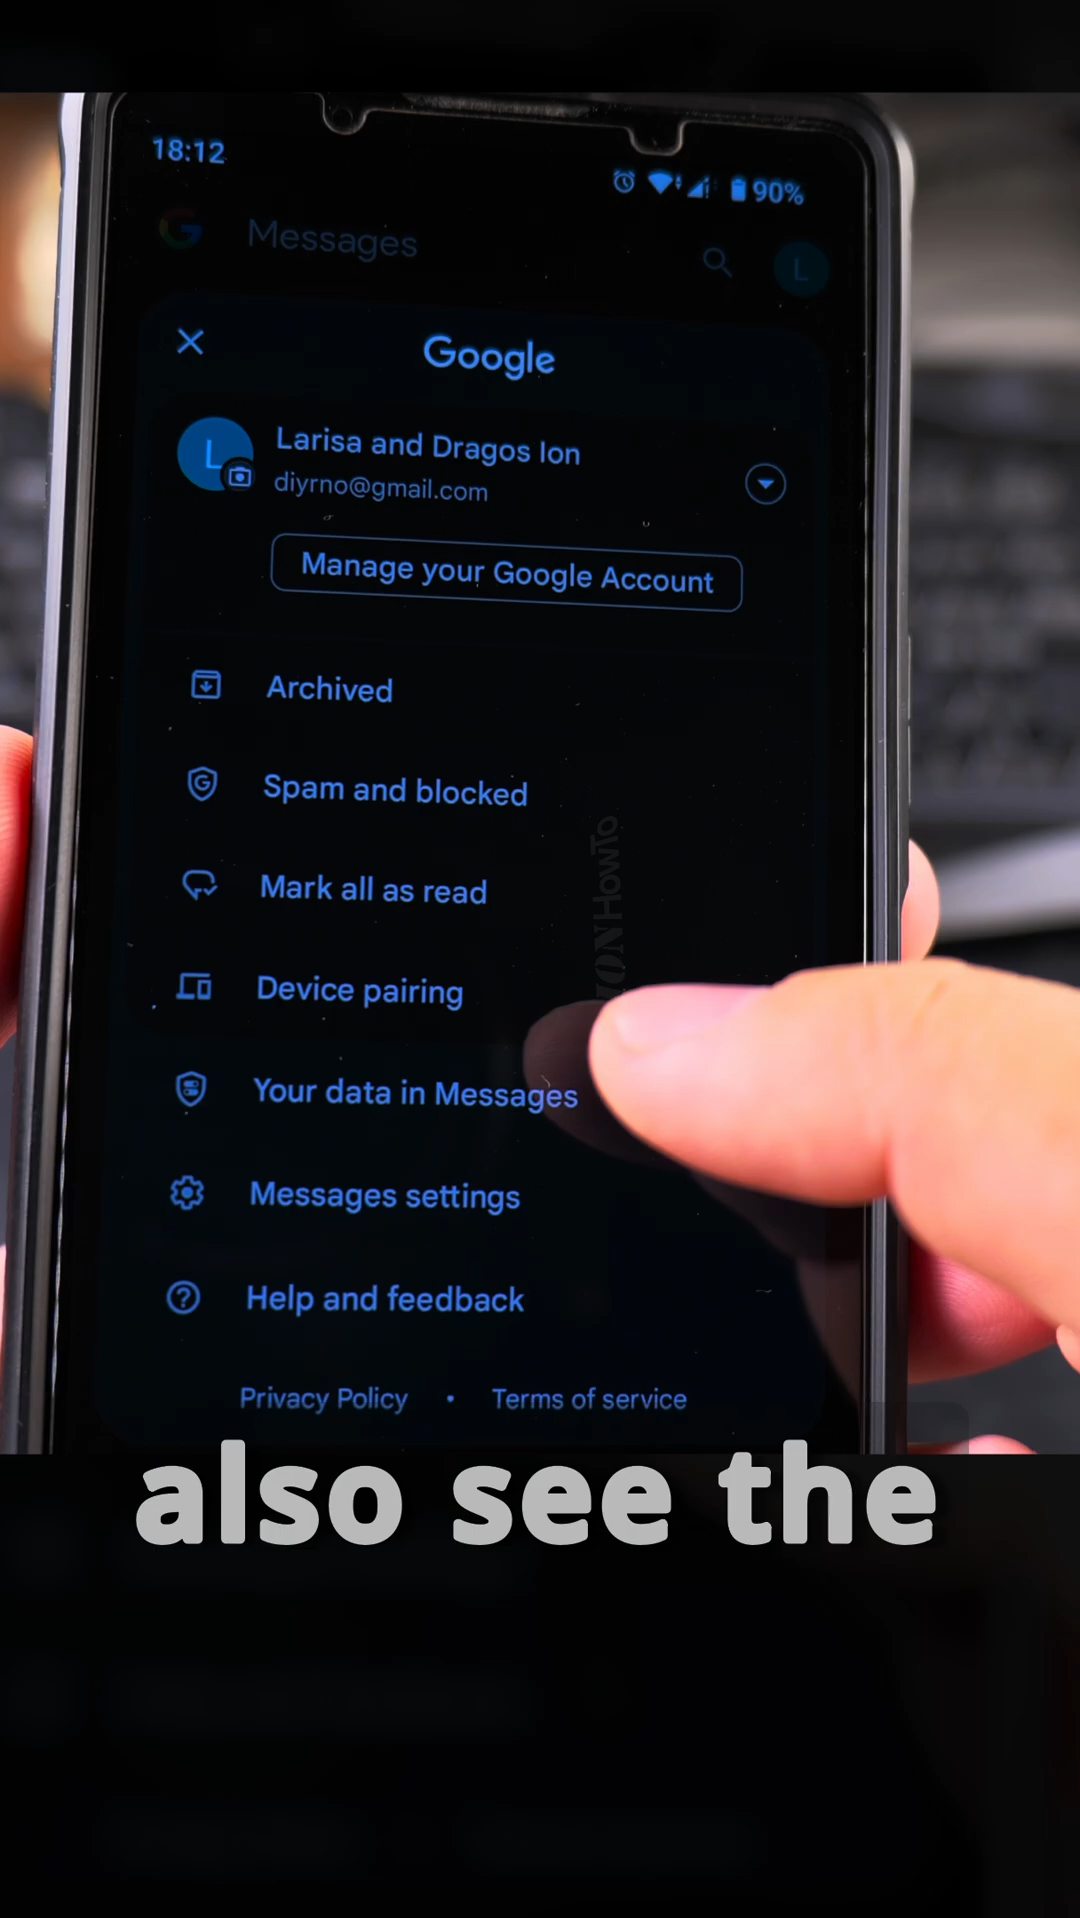 18:12
90%
Messages
L
Google
L
Larisa and Dragos Ion
diyrno@gmail.com
Manage your Google Account
Archived
Spam and blocked
Mark all as read
Device pairing
Your data in Messages
Messages settings
Help and feedback
Privacy Policy • Terms of service
ION HowTo
also see the